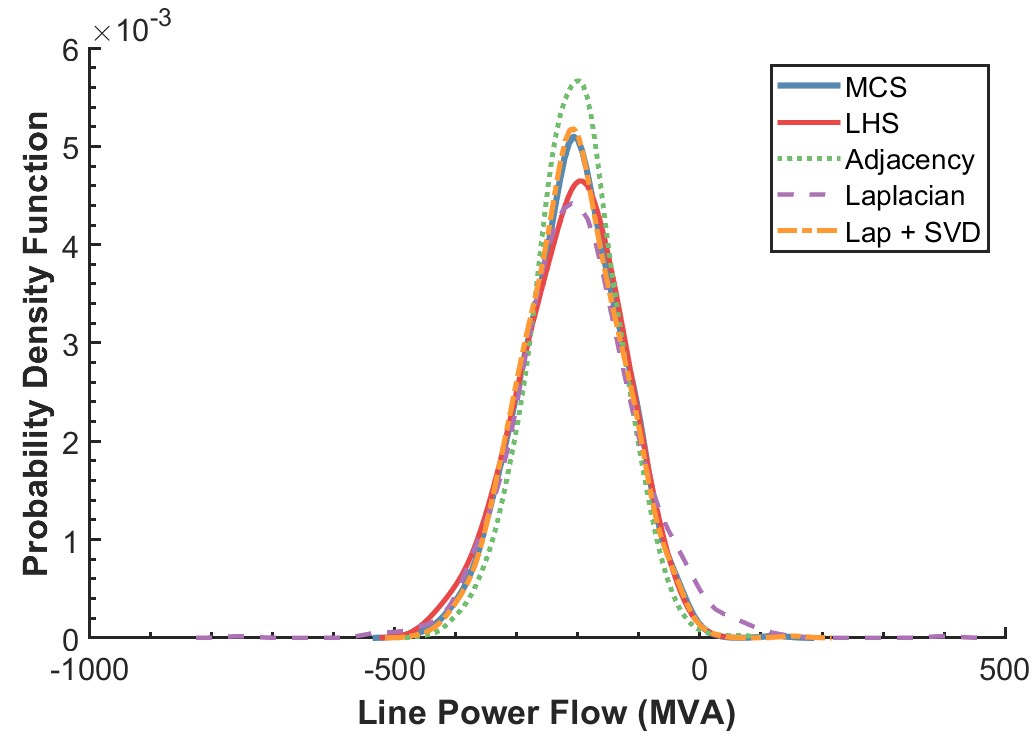 ×10⁻³
6
5
4
3
2
1
0
-1000
-500
0
500
Probability Density Function
Line Power Flow (MVA)
MCS
LHS
Adjacency
Laplacian
Lap + SVD